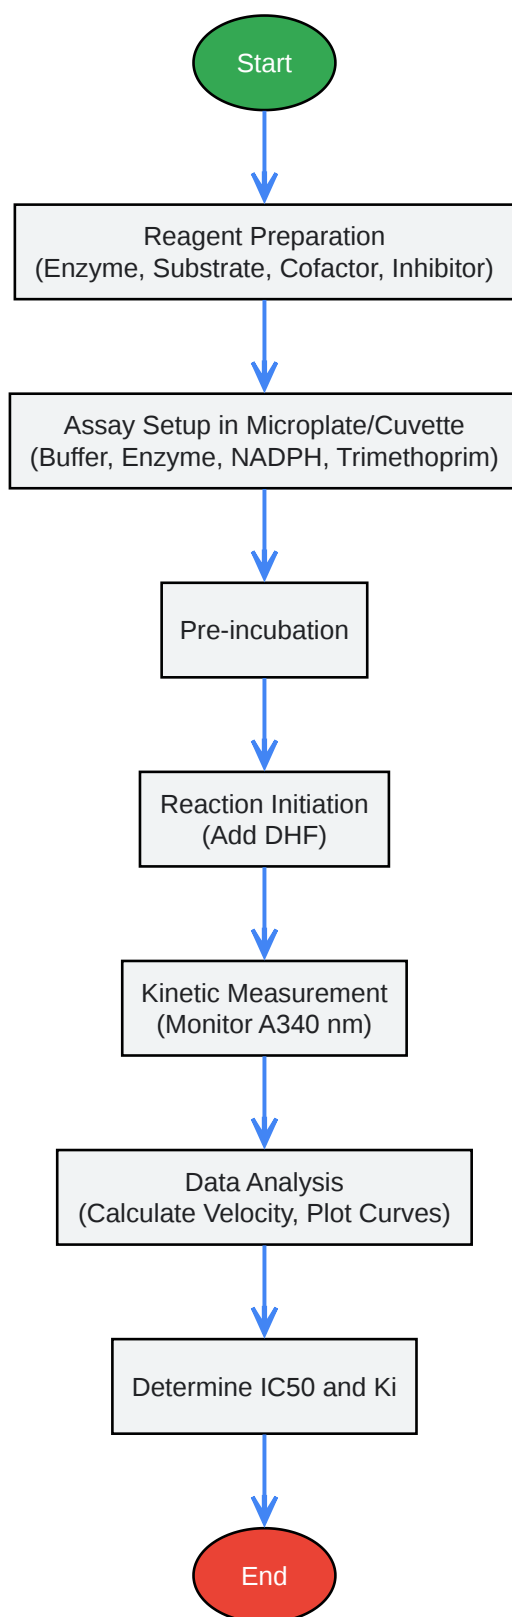 Start
Reagent Preparation
(Enzyme, Substrate, Cofactor, Inhibitor)
Assay Setup in Microplate/Cuvette
(Buffer, Enzyme, NADPH, Trimethoprim)
Pre-incubation
Reaction Initiation
(Add DHF)
Kinetic Measurement
(Monitor A340 nm)
Data Analysis
(Calculate Velocity, Plot Curves)
Determine IC50 and Ki
End